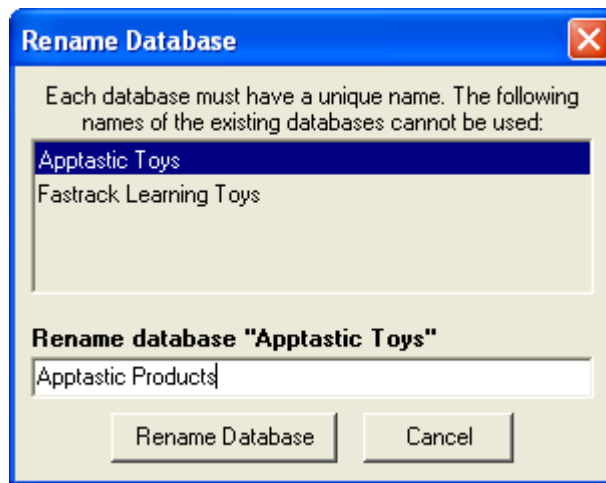 Rename Database
Each database must have a unique name. The following
names of the existing databases cannot be used:
Apptastic Toys
Fastrack Learning Toys
Rename database "Apptastic Toys"
Apptastic Products
Rename Database
Cancel